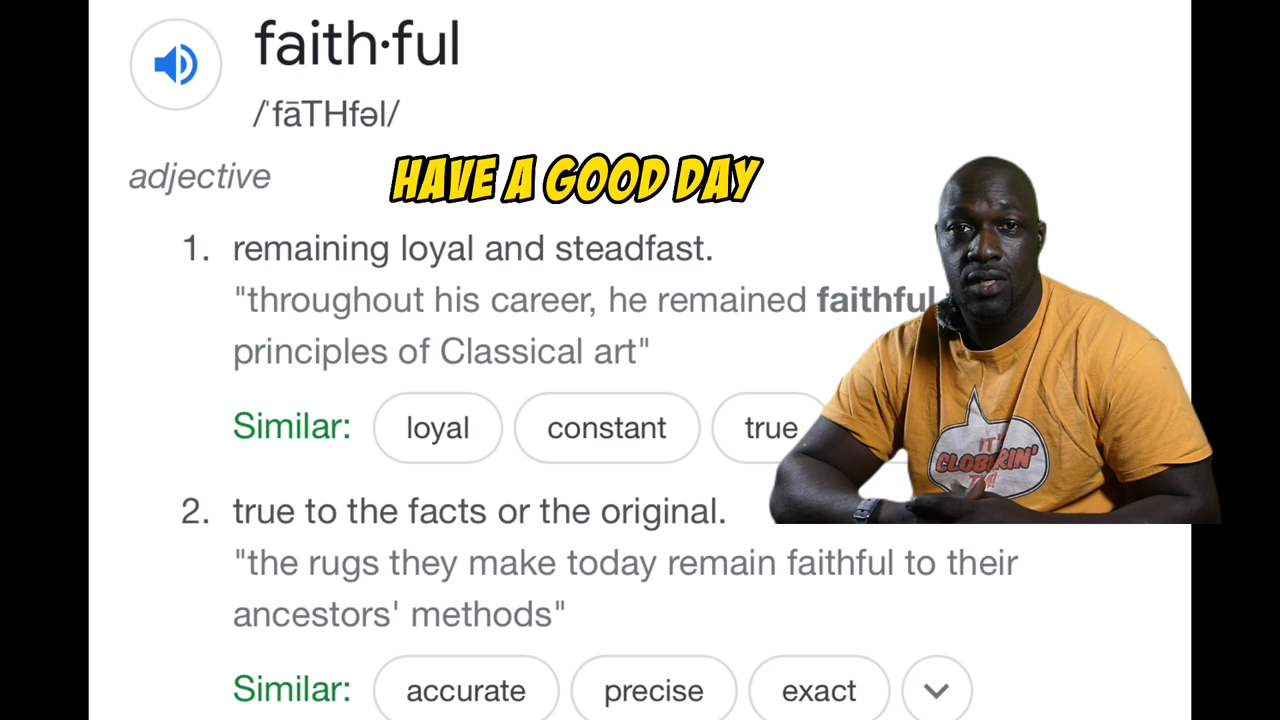 faith·ful
/ˈfāTHfəl/
adjective
HAVE A GOOD DAY
1. remaining loyal and steadfast.
"throughout his career, he remained faithful
principles of Classical art"
Similar: loyal constant true
IT'S
CLOBERIN'
2. true to the facts or the original.
"the rugs they make today remain faithful to their
ancestors' methods"
Similar: accurate precise exact